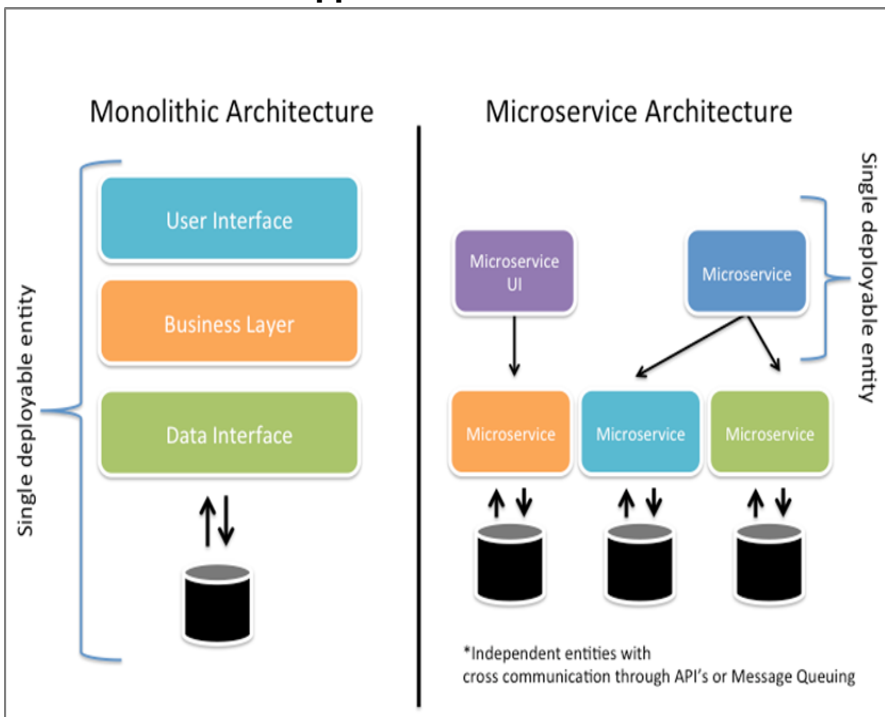 Monolithic Architecture
Single deployable entity
User Interface
Business Layer
Data Interface
Microservice Architecture
Single deployable entity
Microservice
UI
Microservice
Microservice
Microservice
Microservice
*Independent entities with
cross communication through API's or Message Queuing